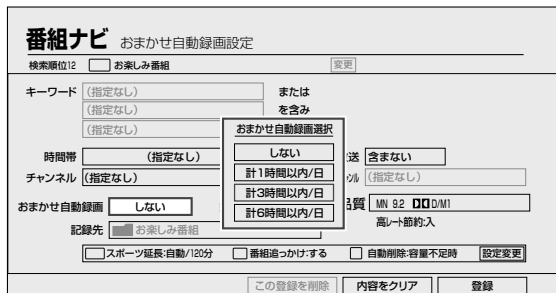 番組ナビ おまかせ自動録画設定
検索順位12 お楽しみ番組 変更
キーワード (指定なし) または
(指定なし) を含み
(指定なし)
おまかせ自動録画選択
しない
計1時間以内/日
計3時間以内/日
計6時間以内/日
時間帯 (指定なし) 送 含まない
チャンネル (指定なし) ﾝﾙ (指定なし)
おまかせ自動録画 しない 品質 MN 9.2 D/M1
高ﾚｰﾄ節約:入
記録先 お楽しみ番組
スポーツ延長:自動/120分 番組追っかけ:する 自動削除:容量不足時 設定変更
この登録を削除 内容をクリア 登録